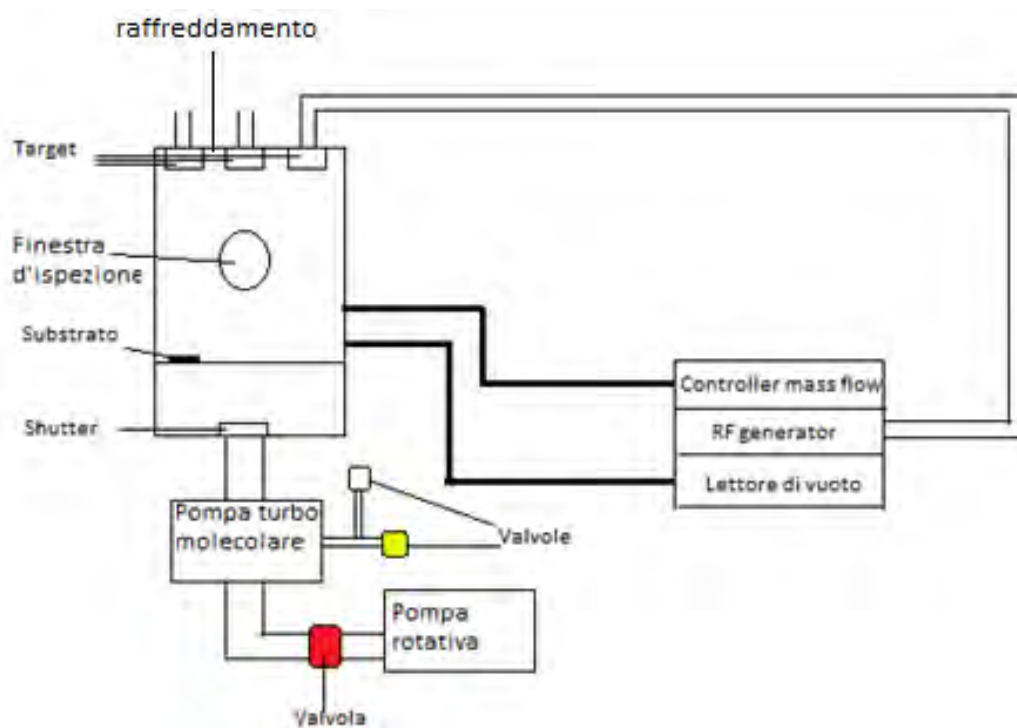 raffreddamento
Target
Finestra
d'ispezione
Substrato
Shutter
Controller mass flow
RF generator
Lettore di vuoto
Pompa turbo
molecolare
Valvole
Pompa
rotativa
Valvola